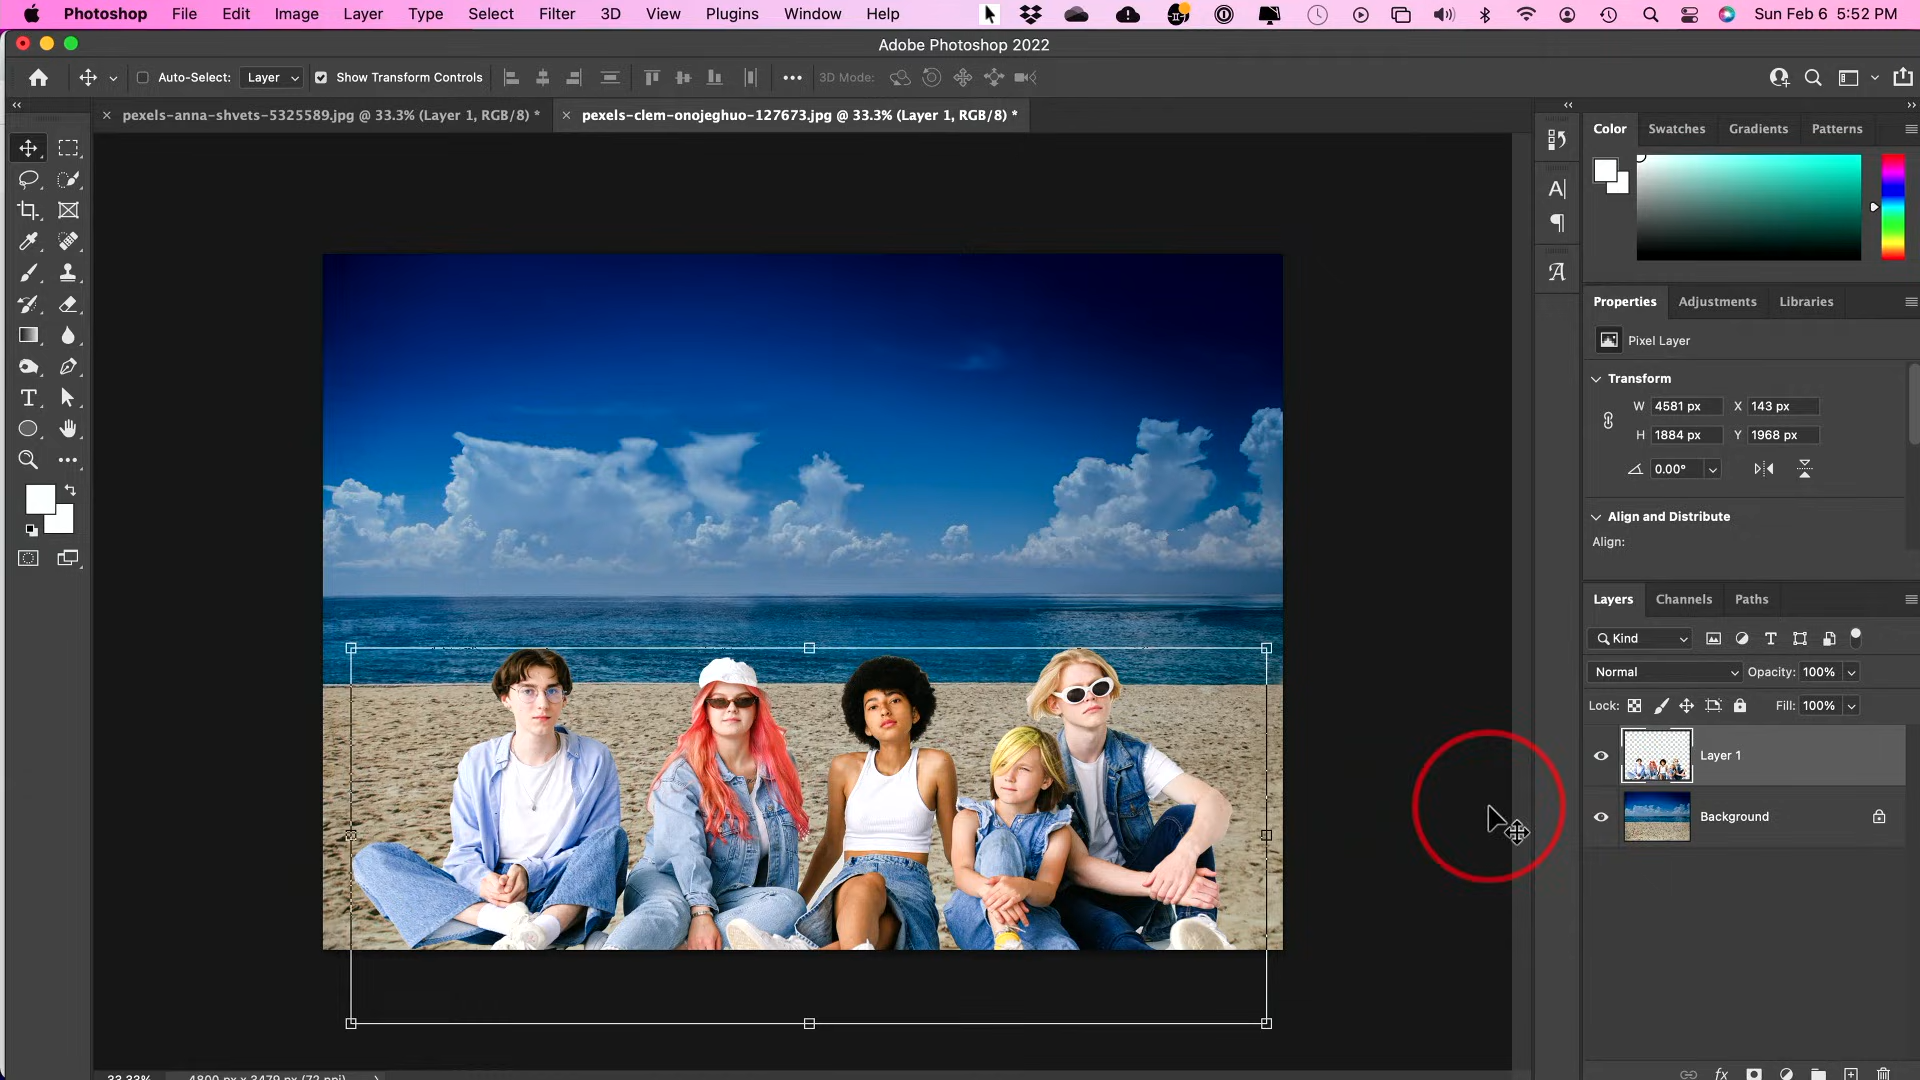 Photoshop File Edit Image Layer Type Select Filter 3D View Plugins Window Help Sun Feb 6 5:52 PM
Adobe Photoshop 2022
Auto-Select: Layer Show Transform Controls 3D Mode:
pexels-anna-shvets-5325589.jpg @ 33.3% (Layer 1, RGB/8) * pexels-clem-onojeghuo-127673.jpg @ 33.3% (Layer 1, RGB/8) *
Color Swatches Gradients Patterns
Properties Adjustments Libraries
Pixel Layer
Transform
W 4581 px X 143 px
H 1884 px Y 1968 px
0.00°
Align and Distribute
Align:
Layers Channels Paths
Kind
Normal Opacity: 100%
Lock: Fill: 100%
Layer 1
Background
33.33% 4800 px x 3479 px (72 ppi)